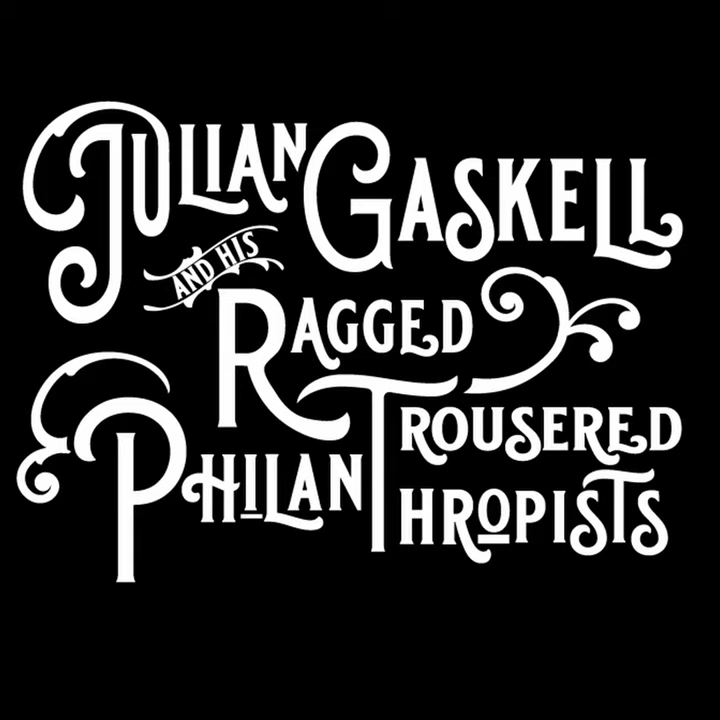 JULIAN GASKELL
AND HIS
RAGGED
TROUSERED
PHILANTHROPISTS